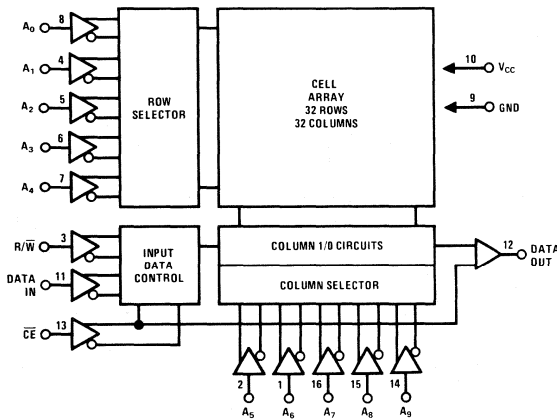 A₀ 8
A₁ 4
A₂ 5
A₃ 6
A₄ 7
ROW
SELECTOR
CELL
ARRAY
32 ROWS
32 COLUMNS
10 VCC
9 GND
R/W̅ 3
DATA
IN 11
C̅E̅ 13
INPUT
DATA
CONTROL
COLUMN I/O CIRCUITS
COLUMN SELECTOR
12 DATA
OUT
2 1 16 15 14
A₅ A₆ A₇ A₈ A₉